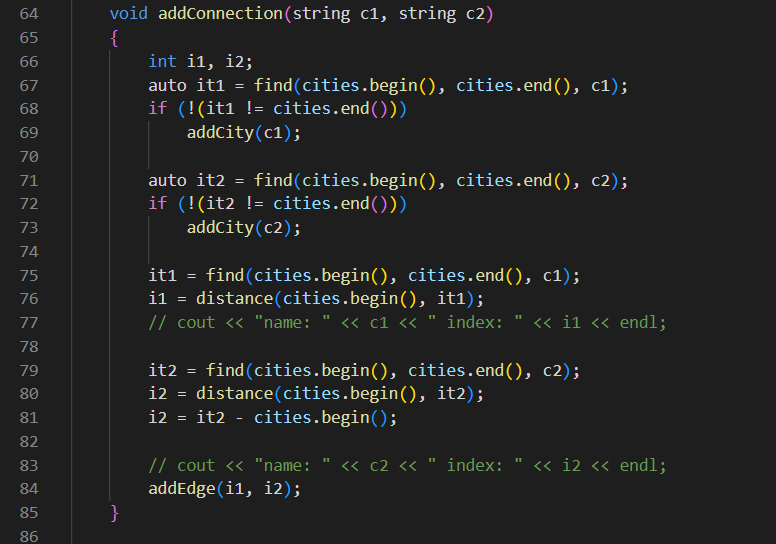 64 void addConnection(string c1, string c2)
65 {
66 int i1, i2;
67 auto it1 = find(cities.begin(), cities.end(), c1);
68 if (!(it1 != cities.end()))
69 addCity(c1);
70
71 auto it2 = find(cities.begin(), cities.end(), c2);
72 if (!(it2 != cities.end()))
73 addCity(c2);
74
75 it1 = find(cities.begin(), cities.end(), c1);
76 i1 = distance(cities.begin(), it1);
77 // cout << "name: " << c1 << " index: " << i1 << endl;
78
79 it2 = find(cities.begin(), cities.end(), c2);
80 i2 = distance(cities.begin(), it2);
81 i2 = it2 - cities.begin();
82
83 // cout << "name: " << c2 << " index: " << i2 << endl;
84 addEdge(i1, i2);
85 }
86